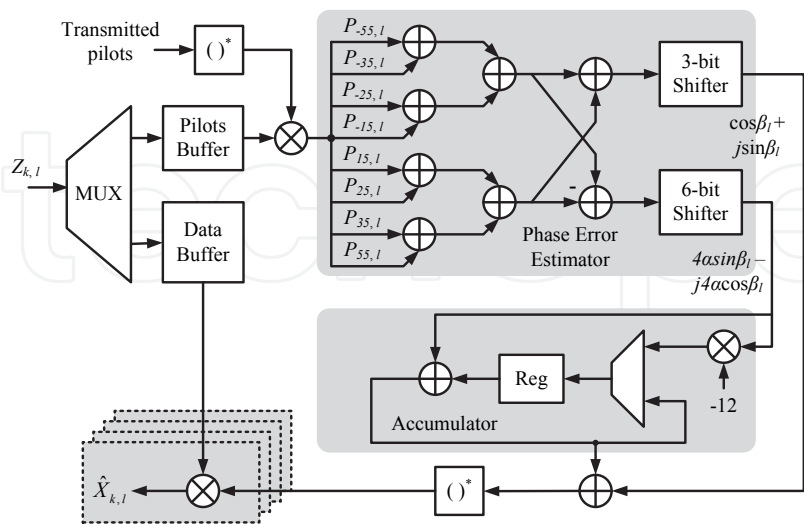 Transmitted
pilots
( )*
P-55, l
P-35, l
P-25, l
P-15, l
P15, l
P25, l
P35, l
P55, l
3-bit
Shifter
cosβl+
jsinβl
Zk, l
MUX
Pilots
Buffer
Data
Buffer
-
6-bit
Shifter
Phase Error
Estimator
4αsinβl–
j4αcosβl
Reg
-12
Accumulator
X̂k, l
( )*